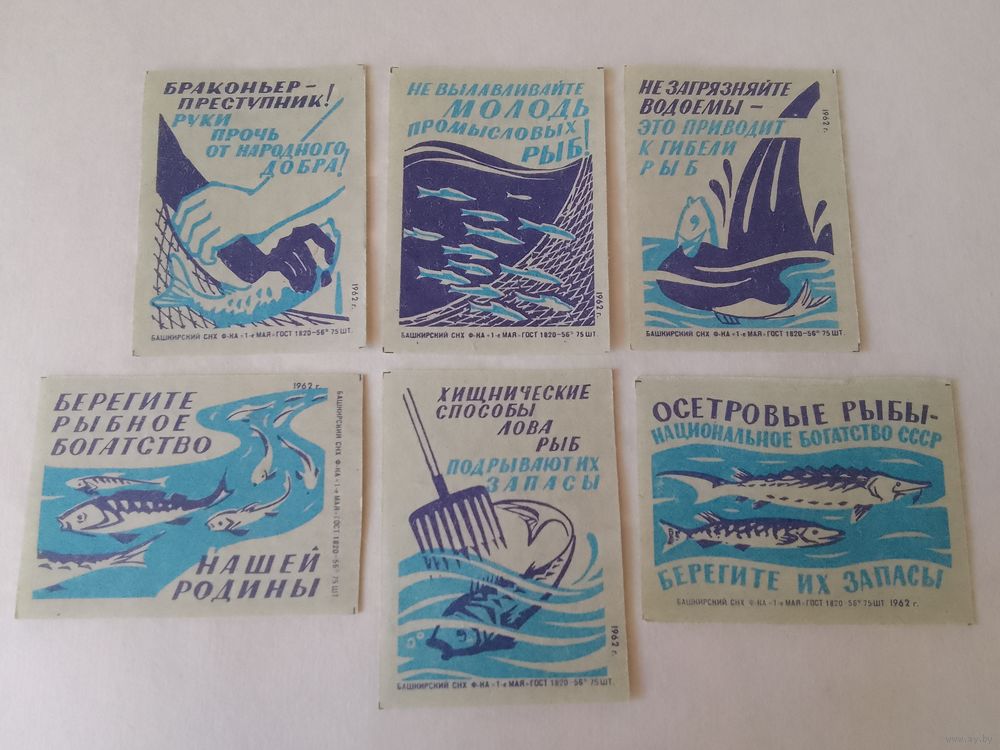 БРАКОНЬЕР –
ПРЕСТУПНИК!
РУКИ
ПРОЧЬ
ОТ НАРОДНОГО
ДОБРА!
1962 г.
БАШКИРСКИЙ СНХ Ф-КА «1-е МАЯ» ГОСТ 1820–56° 75 ШТ.
НЕ ВЫЛАВЛИВАЙТЕ
МОЛОДЬ
ПРОМЫСЛОВЫХ
РЫБ!
1962 г.
БАШКИРСКИЙ СНХ Ф-КА «1-е МАЯ» ГОСТ 1820–56° 75 ШТ.
НЕ ЗАГРЯЗНЯЙТЕ
ВОДОЕМЫ –
ЭТО ПРИВОДИТ
К ГИБЕЛИ
РЫБ
1962 г.
БАШКИРСКИЙ СНХ Ф-КА «1-е МАЯ» ГОСТ 1820–56° 75 ШТ.
БЕРЕГИТЕ
РЫБНОЕ
БОГАТСТВО
НАШЕЙ
РОДИНЫ
1962 г.
БАШКИРСКИЙ СНХ Ф-КА «1-е МАЯ» ГОСТ 1820–56° 75 ШТ.
ХИЩНИЧЕСКИЕ
СПОСОБЫ
ЛОВА
РЫБ
ПОДРЫВАЮТ ИХ
ЗАПАСЫ
1962 г.
БАШКИРСКИЙ СНХ Ф-КА «1-е МАЯ» ГОСТ 1820–56° 75 ШТ.
ОСЕТРОВЫЕ РЫБЫ –
НАЦИОНАЛЬНОЕ БОГАТСТВО СССР
БЕРЕГИТЕ ИХ ЗАПАСЫ
БАШКИРСКИЙ СНХ Ф-КА «1-е МАЯ» ГОСТ 1820–56° 75 ШТ 1962 г.
www.ay.by